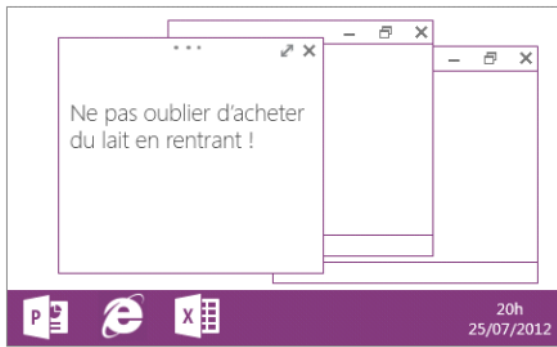 Ne pas oublier d'acheter
du lait en rentrant !
P
X
20h
25/07/2012